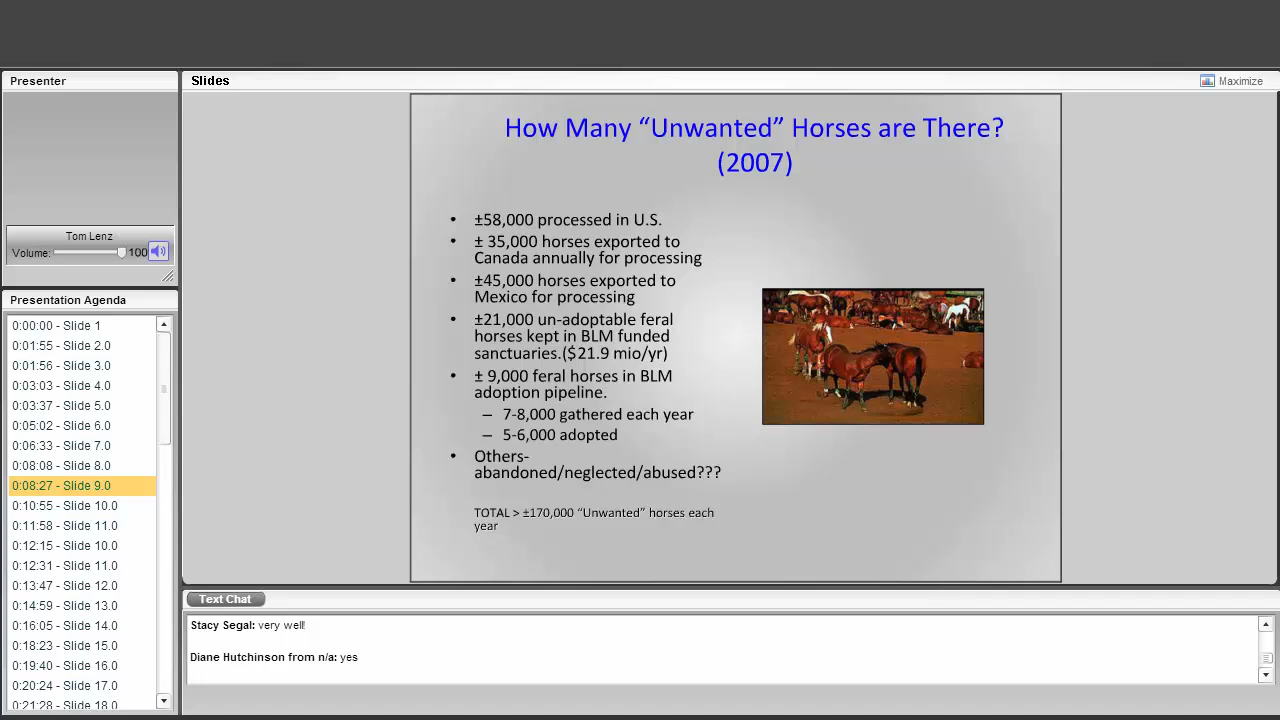 Presenter
Tom Lenz
Volume:
100
Presentation Agenda
0:00:00 - Slide 1
0:01:55 - Slide 2.0
0:01:56 - Slide 3.0
0:03:03 - Slide 4.0
0:03:37 - Slide 5.0
0:05:02 - Slide 6.0
0:06:33 - Slide 7.0
0:08:08 - Slide 8.0
0:08:27 - Slide 9.0
0:10:55 - Slide 10.0
0:11:58 - Slide 11.0
0:12:15 - Slide 10.0
0:12:31 - Slide 11.0
0:13:47 - Slide 12.0
0:14:59 - Slide 13.0
0:16:05 - Slide 14.0
0:18:23 - Slide 15.0
0:19:40 - Slide 16.0
0:20:24 - Slide 17.0
0:21:28 - Slide 18.0
Slides
Maximize
How Many “Unwanted” Horses are There?
(2007)
• ±58,000 processed in U.S.
• ± 35,000 horses exported to
Canada annually for processing
• ±45,000 horses exported to
Mexico for processing
• ±21,000 un-adoptable feral
horses kept in BLM funded
sanctuaries.($21.9 mio/yr)
• ± 9,000 feral horses in BLM
adoption pipeline.
– 7-8,000 gathered each year
– 5-6,000 adopted
• Others-
abandoned/neglected/abused???
TOTAL > ±170,000 “Unwanted” horses each
year
Text Chat
Stacy Segal: very well!
Diane Hutchinson from n/a: yes